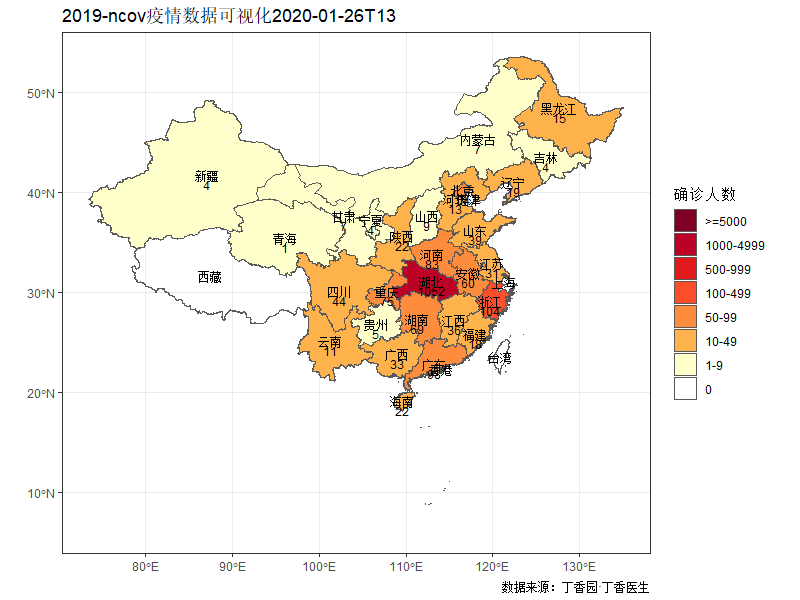 2019-ncov疫情数据可视化2020-01-26T13
50°N
40°N
30°N
20°N
10°N
80°E
90°E
100°E
110°E
120°E
130°E
黑龙江
15
内蒙古
7
吉林
4
新疆
4
辽宁
19
北京
河北
13
天津
甘肃
7
宁夏
4
山西
9
陕西
22
山东
39
青海
1
河南
83
江苏
31
安徽
60
上海
西藏
四川
44
重庆
湖北
1052
浙江
104
湖南
69
江西
36
贵州
5
福建
18
云南
11
广西
33
广东
98
香港
台湾
海南
22
确诊人数
>=5000
1000-4999
500-999
100-499
50-99
10-49
1-9
0
数据来源：丁香园·丁香医生